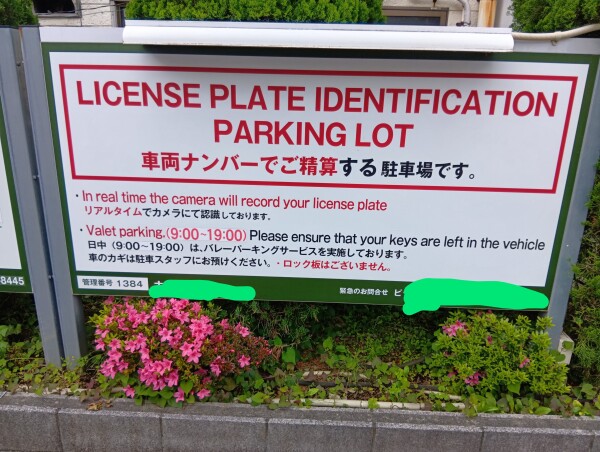 LICENSE PLATE IDENTIFICATION
PARKING LOT
車両ナンバーでご精算する駐車場です。
・In real time the camera will record your license plate
リアルタイムでカメラにて認識しております。
・Valet parking.(9:00~19:00) Please ensure that your keys are left in the vehicle
日中（9:00～19:00）は、バレーパーキングサービスを実施しております。
車のカギは駐車スタッフにお預けください。・ロック板はございません。
8445
管理番号 1384
緊急のお問合せ ビ